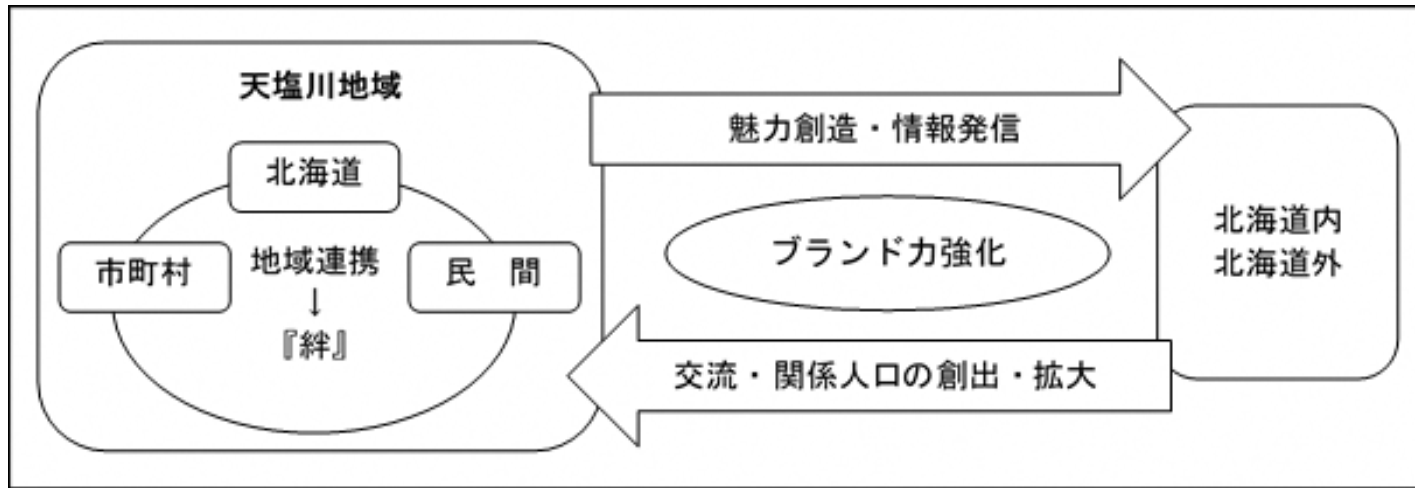 天塩川地域
北海道
市町村
地域連携
↓
『絆』
民　間
魅力創造・情報発信
ブランド力強化
交流・関係人口の創出・拡大
北海道内
北海道外